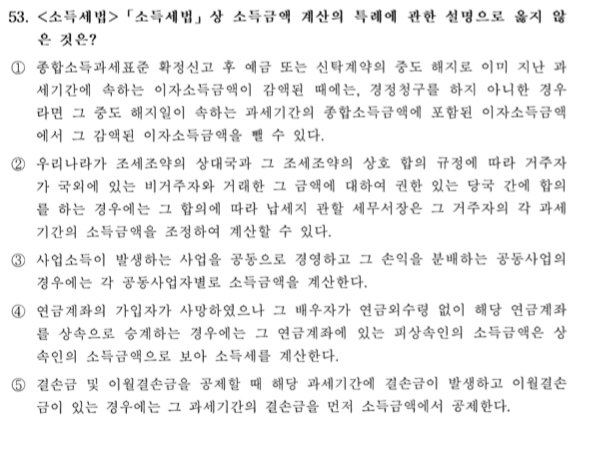 53. <소득세법>「소득세법」상 소득금액 계산의 특례에 관한 설명으로 옳지 않
은 것은?
① 종합소득과세표준 확정신고 후 예금 또는 신탁계약의 중도 해지로 이미 지난 과
세기간에 속하는 이자소득금액이 감액된 때에는, 경정청구를 하지 아니한 경우
라면 그 중도 해지일이 속하는 과세기간의 종합소득금액에 포함된 이자소득금액
에서 그 감액된 이자소득금액을 뺄 수 있다.
② 우리나라가 조세조약의 상대국과 그 조세조약의 상호 합의 규정에 따라 거주자
가 국외에 있는 비거주자와 거래한 그 금액에 대하여 권한 있는 당국 간에 합의
를 하는 경우에는 그 합의에 따라 납세지 관할 세무서장은 그 거주자의 각 과세
기간의 소득금액을 조정하여 계산할 수 있다.
③ 사업소득이 발생하는 사업을 공동으로 경영하고 그 손익을 분배하는 공동사업의
경우에는 각 공동사업자별로 소득금액을 계산한다.
④ 연금계좌의 가입자가 사망하였으나 그 배우자가 연금외수령 없이 해당 연금계좌
를 상속으로 승계하는 경우에는 그 연금계좌에 있는 피상속인의 소득금액은 상
속인의 소득금액으로 보아 소득세를 계산한다.
⑤ 결손금 및 이월결손금을 공제할 때 해당 과세기간에 결손금이 발생하고 이월결손
금이 있는 경우에는 그 과세기간의 결손금을 먼저 소득금액에서 공제한다.